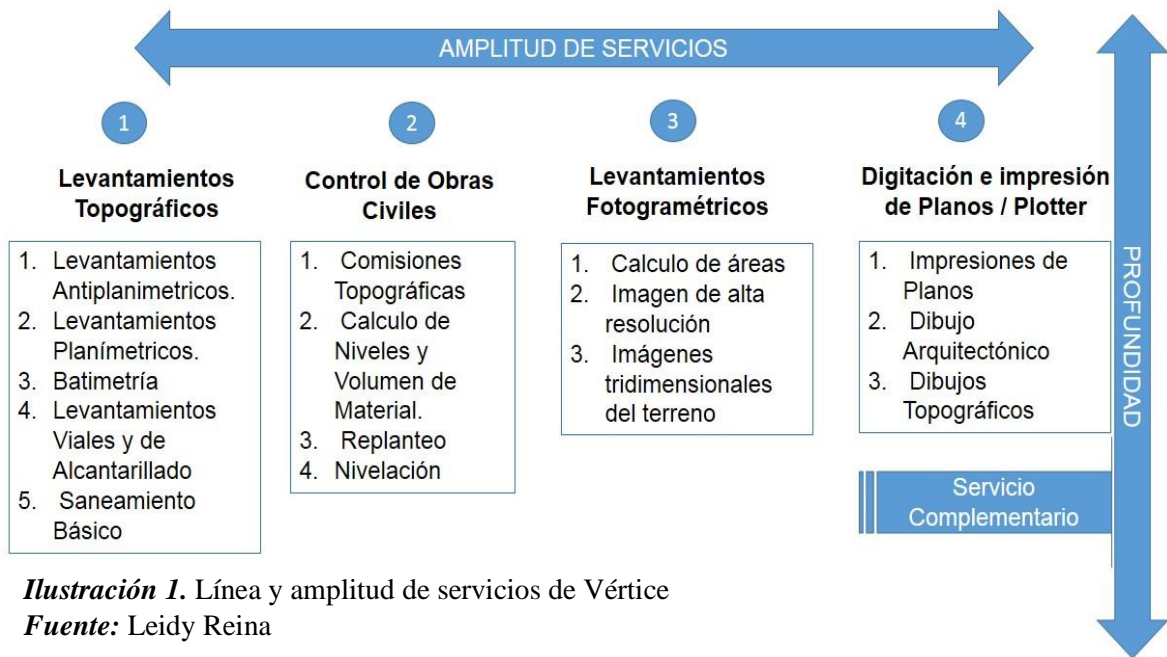 AMPLITUD DE SERVICIOS
1
Levantamientos
Topográficos
1. Levantamientos
Antiplanimetricos.
2. Levantamientos
Planímetricos.
3. Batimetría
4. Levantamientos
Viales y de
Alcantarillado
5. Saneamiento
Básico
2
Control de Obras
Civiles
1. Comisiones
Topográficas
2. Calculo de
Niveles y
Volumen de
Material.
3. Replanteo
4. Nivelación
3
Levantamientos
Fotogramétricos
1. Calculo de áreas
2. Imagen de alta
resolución
3. Imágenes
tridimensionales
del terreno
4
Digitación e impresión
de Planos / Plotter
1. Impresiones de
Planos
2. Dibujo
Arquitectónico
3. Dibujos
Topográficos
Servicio
Complementario
PROFUNDIDAD
Ilustración 1. Línea y amplitud de servicios de Vértice
Fuente: Leidy Reina